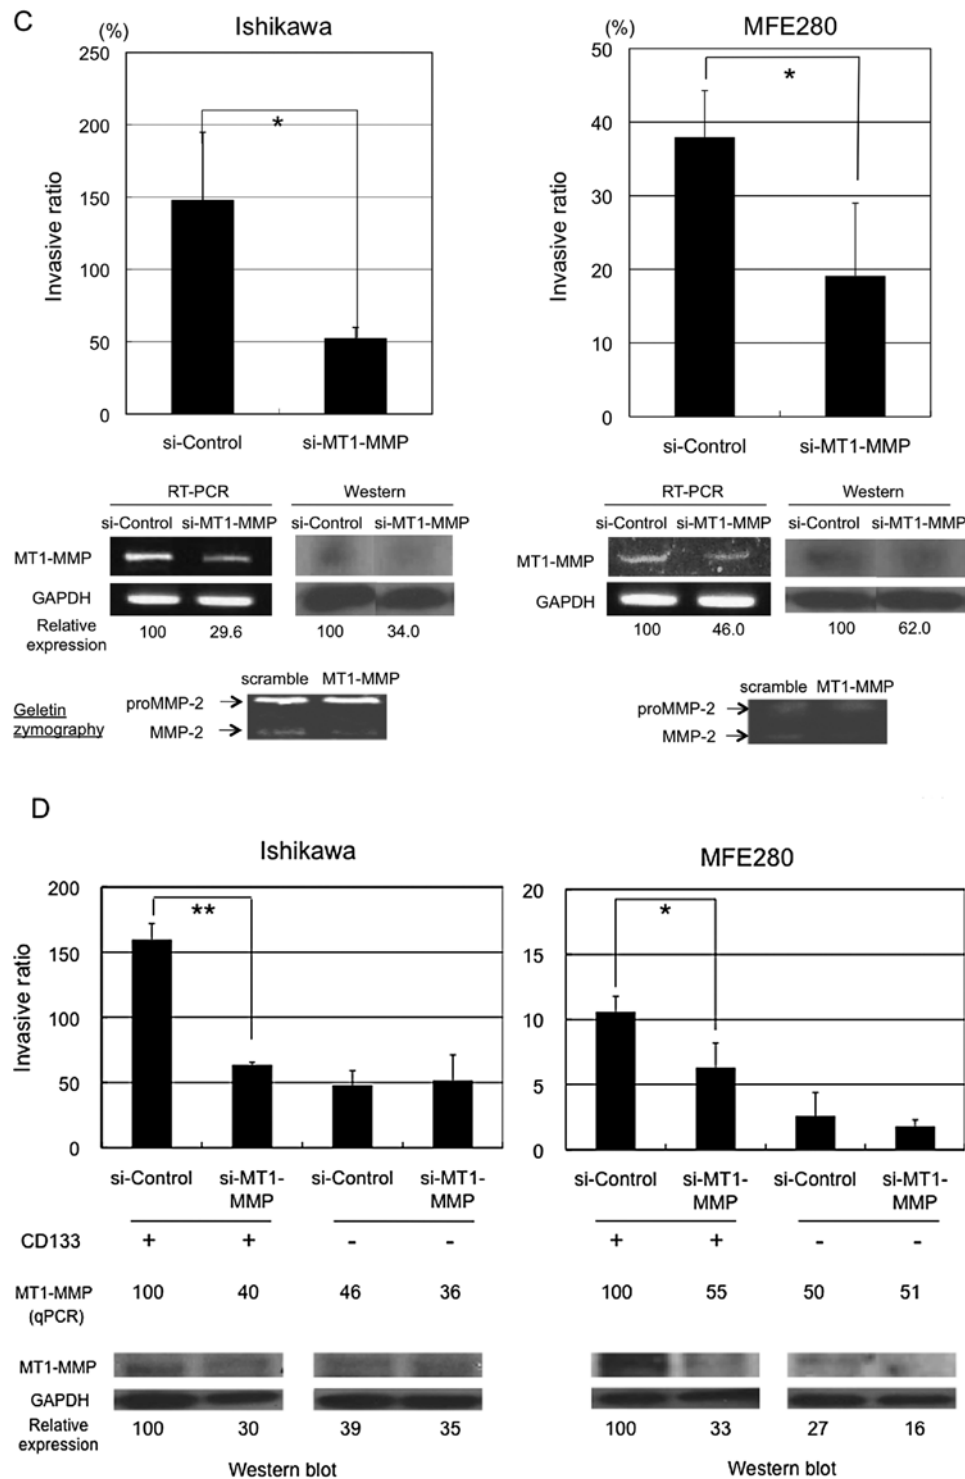 C
(%)
Ishikawa
250
200
150
100
50
0
Invasive ratio
*
si-Control si-MT1-MMP
(%)
MFE280
50
40
30
20
10
0
Invasive ratio
*
si-Control si-MT1-MMP
RT-PCR Western
si-Control si-MT1-MMP si-Control si-MT1-MMP
MT1-MMP
GAPDH
Relative
expression
100 29.6 100 34.0
RT-PCR Western
si-Control si-MT1-MMP si-Control si-MT1-MMP
MT1-MMP
GAPDH
100 46.0 100 62.0
Geletin
zymography
scramble MT1-MMP
proMMP-2
MMP-2
scramble MT1-MMP
proMMP-2
MMP-2
D
Ishikawa
200
150
100
50
0
Invasive ratio
**
si-Control si-MT1-
MMP si-Control si-MT1-
MMP
MFE280
20
15
10
5
0
*
si-Control si-MT1-
MMP si-Control si-MT1-
MMP
CD133 + + - - + + - -
MT1-MMP
(qPCR)
100 40 46 36 100 55 50 51
MT1-MMP
GAPDH
Relative
expression
100 30 39 35 100 33 27 16
Western blot Western blot